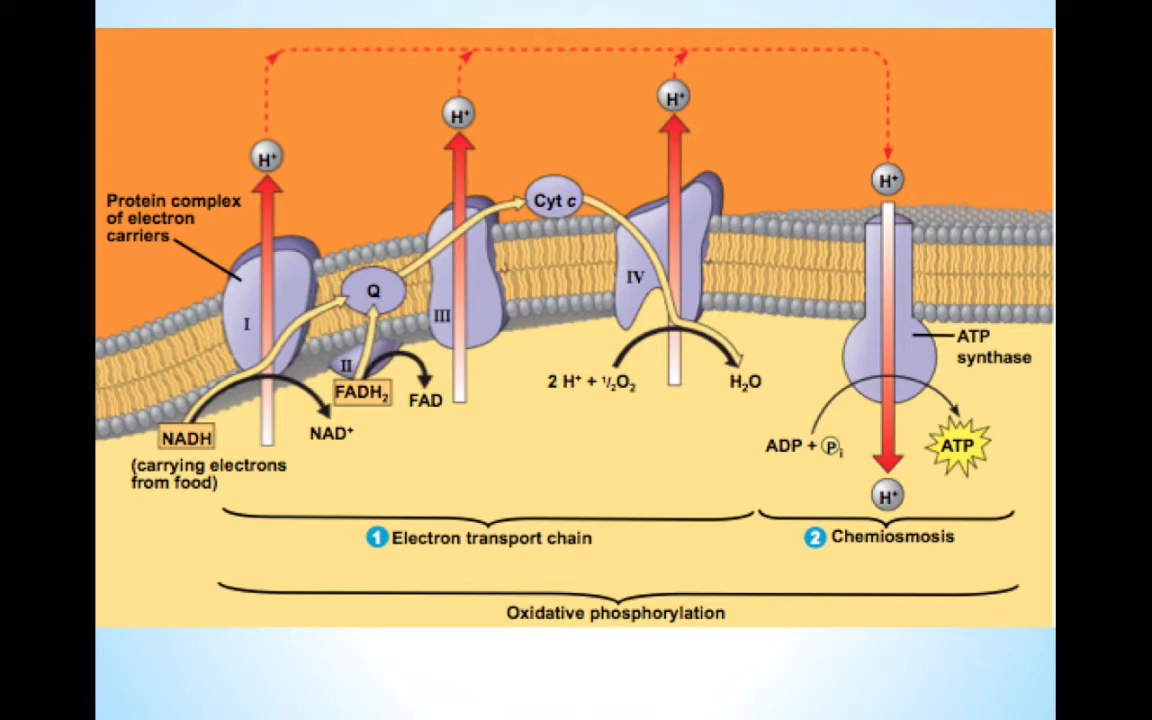 H⁺
H⁺
H⁺
H⁺
Protein complex
of electron
carriers
Cyt c
Q
I
II
III
IV
ATP
synthase
FADH₂
FAD
2 H⁺ + ½O₂
H₂O
NADH
NAD⁺
ADP + Pᵢ
ATP
(carrying electrons
from food)
H⁺
1 Electron transport chain
2 Chemiosmosis
Oxidative phosphorylation